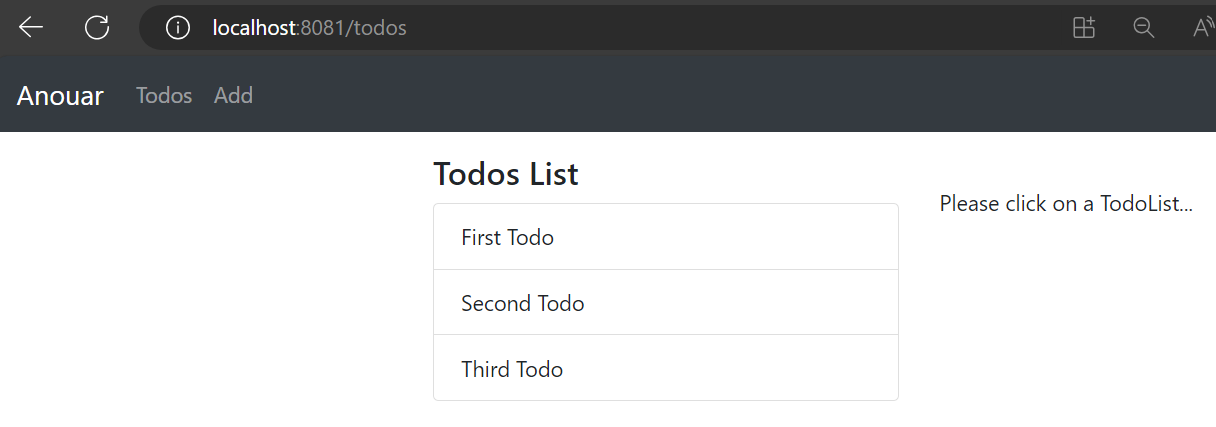 localhost:8081/todos
Anouar Todos Add
Todos List
Please click on a TodoList...
First Todo
Second Todo
Third Todo